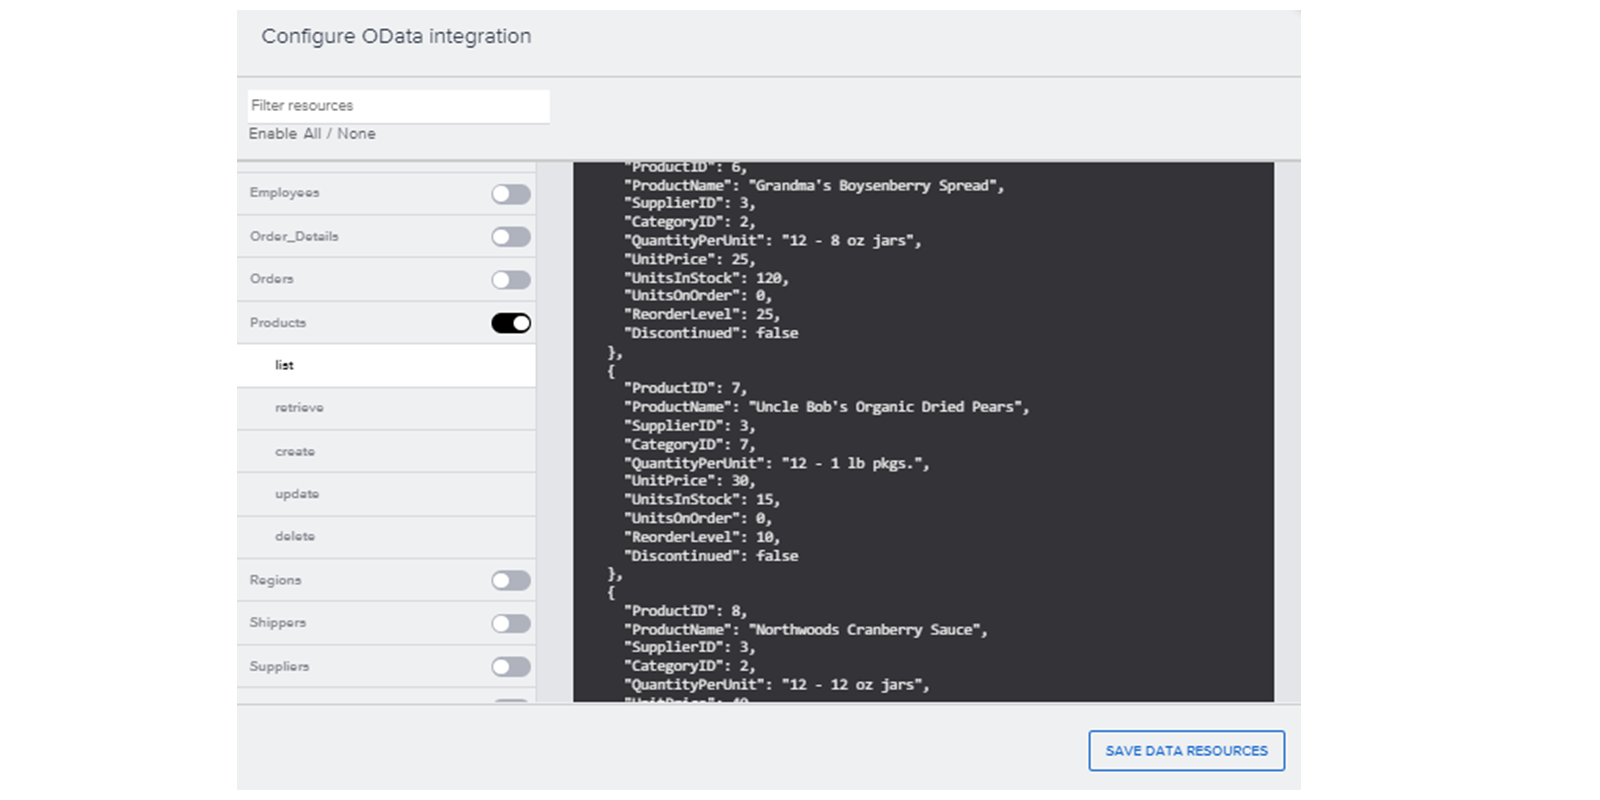 Configure OData integration
Filter resources
Enable All / None
Employees
Order_Details
Orders
Products
list
retrieve
create
update
delete
Regions
Shippers
Suppliers
"ProductID": 6,
"ProductName": "Grandma's Boysenberry Spread",
"SupplierID": 3,
"CategoryID": 2,
"QuantityPerUnit": "12 - 8 oz jars",
"UnitPrice": 25,
"UnitsInStock": 120,
"UnitsOnOrder": 0,
"ReorderLevel": 25,
"Discontinued": false
},
{
"ProductID": 7,
"ProductName": "Uncle Bob's Organic Dried Pears",
"SupplierID": 3,
"CategoryID": 7,
"QuantityPerUnit": "12 - 1 lb pkgs.",
"UnitPrice": 30,
"UnitsInStock": 15,
"UnitsOnOrder": 0,
"ReorderLevel": 10,
"Discontinued": false
},
{
"ProductID": 8,
"ProductName": "Northwoods Cranberry Sauce",
"SupplierID": 3,
"CategoryID": 2,
"QuantityPerUnit": "12 - 12 oz jars",
SAVE DATA RESOURCES